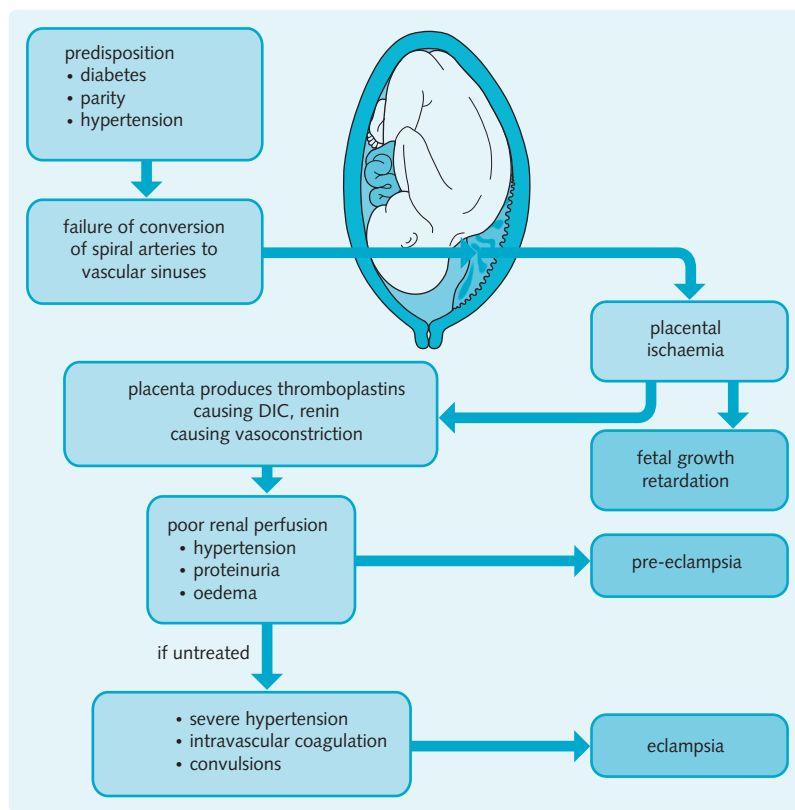 predisposition
• diabetes
• parity
• hypertension
failure of conversion
of spiral arteries to
vascular sinuses
placental
ischaemia
placenta produces thromboplastins
causing DIC, renin
causing vasoconstriction
fetal growth
retardation
poor renal perfusion
• hypertension
• proteinuria
• oedema
pre-eclampsia
if untreated
• severe hypertension
• intravascular coagulation
• convulsions
eclampsia